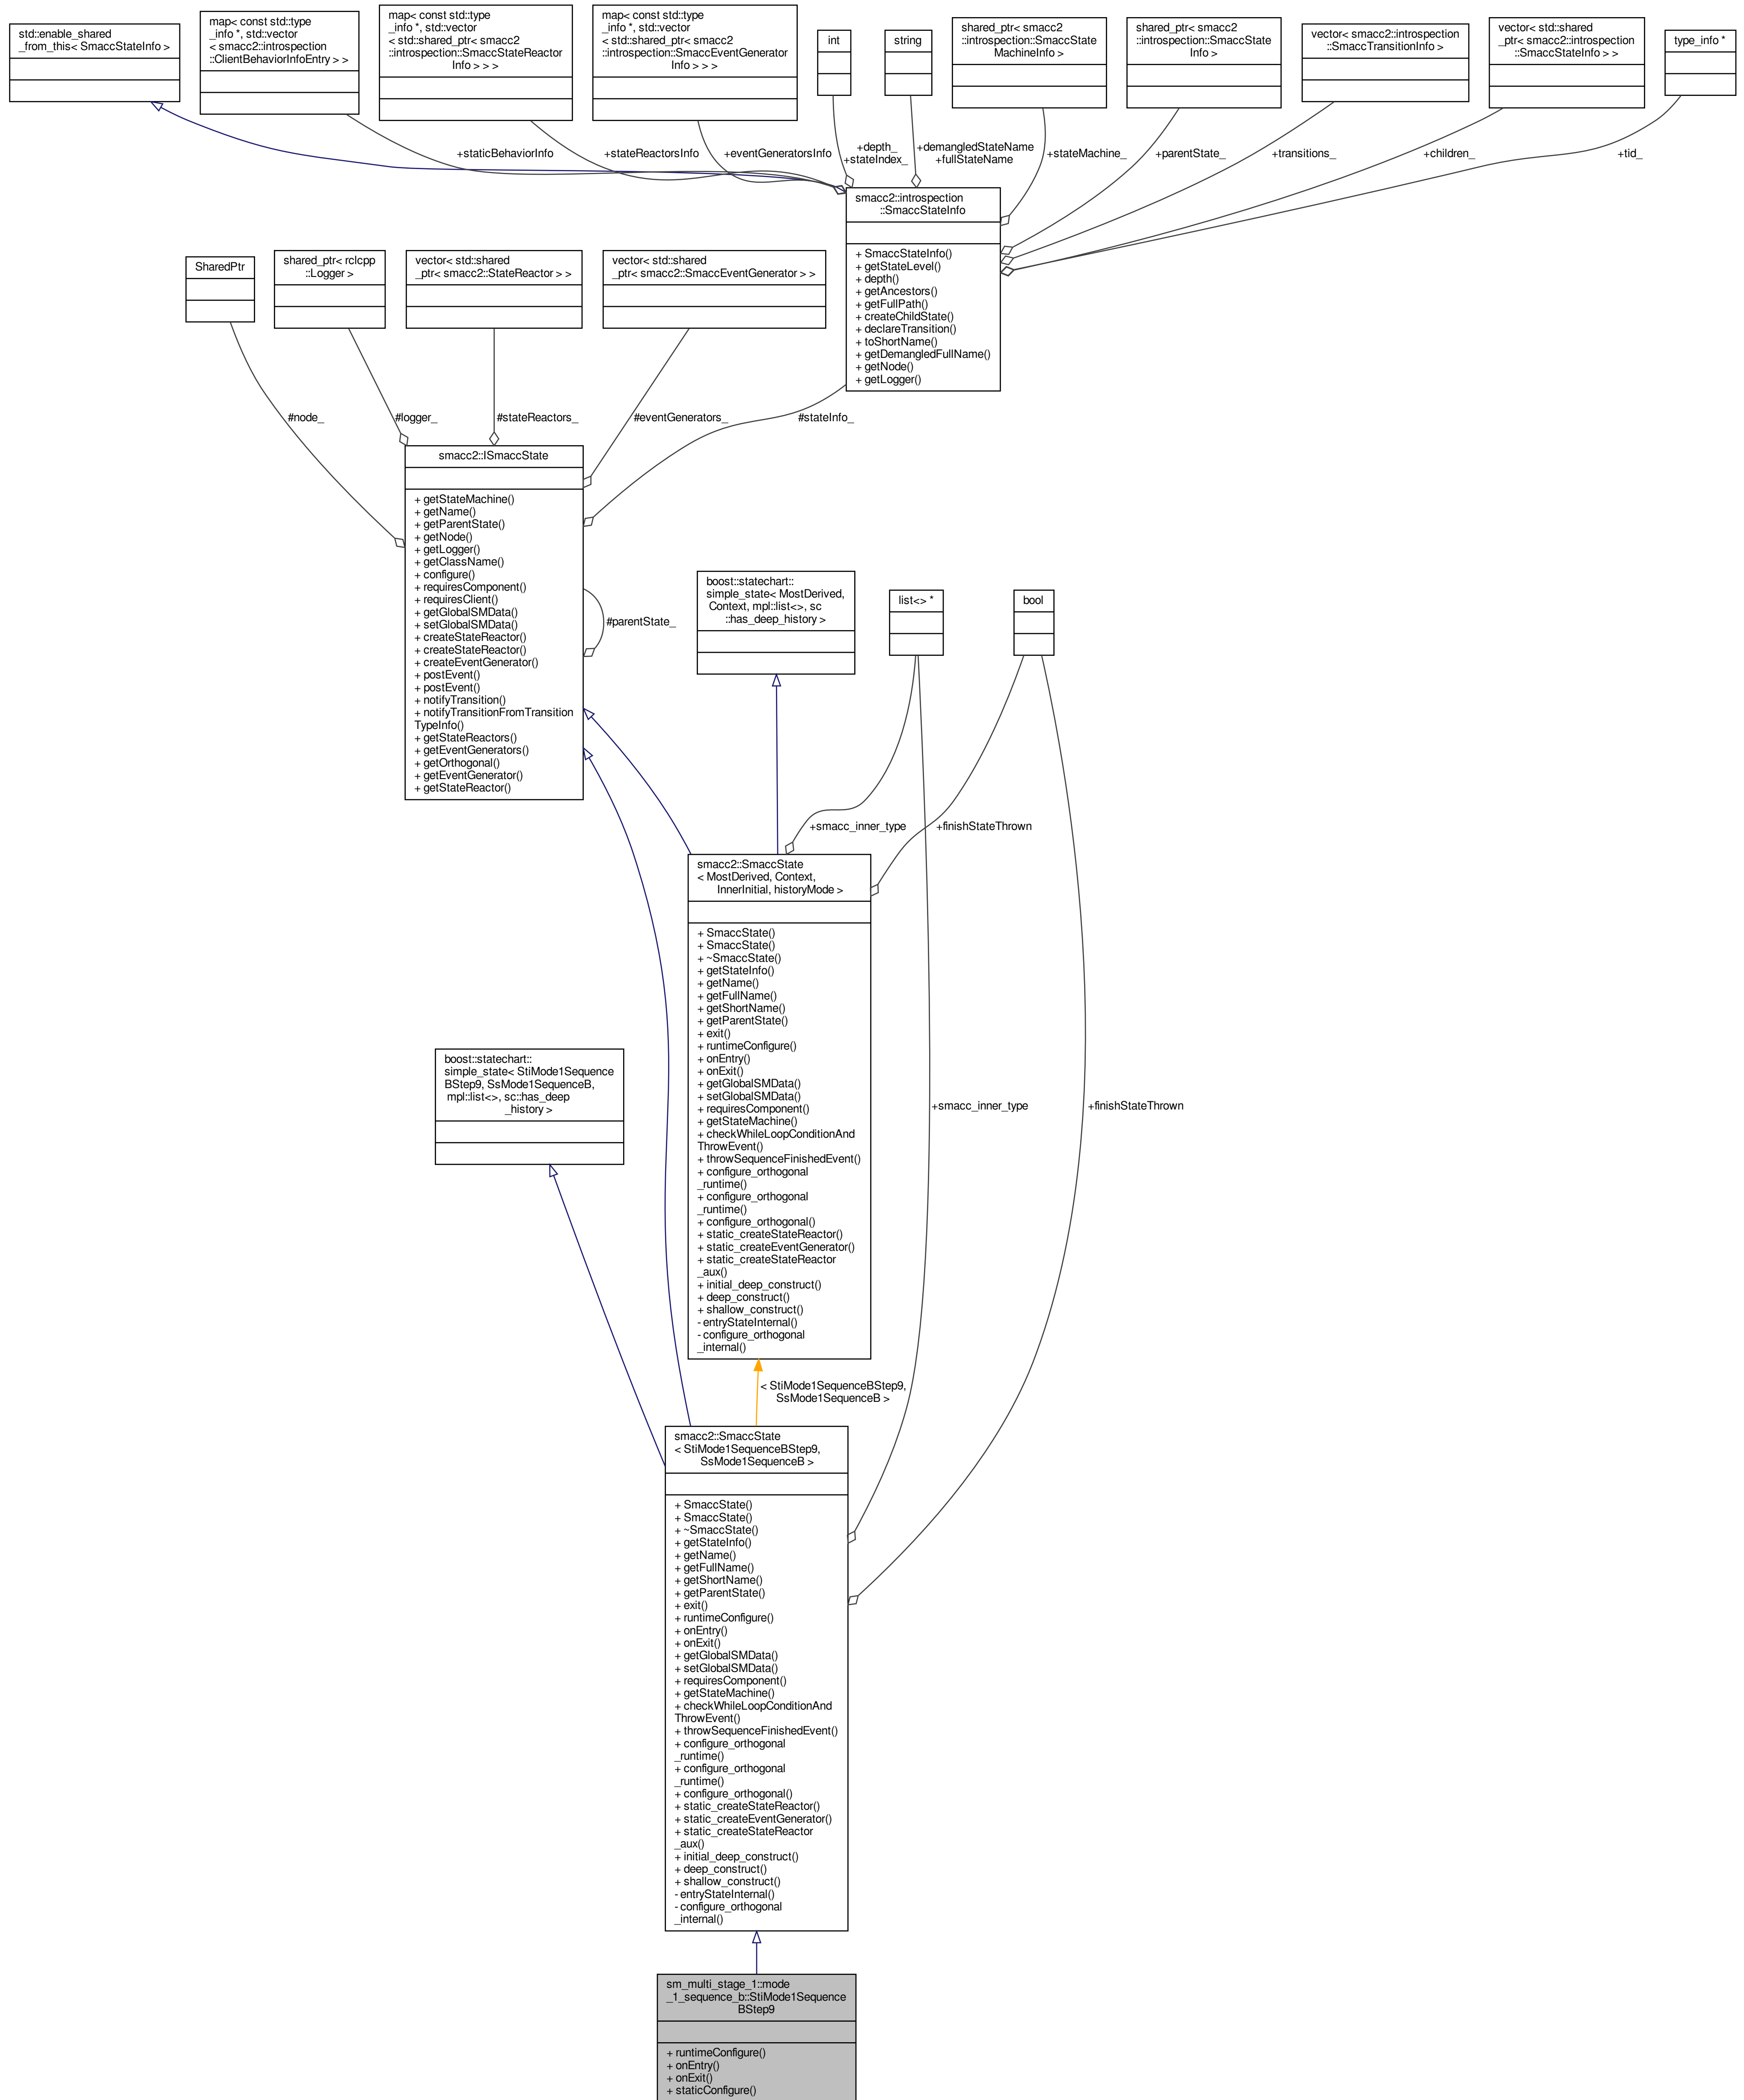 std::enable_shared
_from_this< SmaccStateInfo >
map< const std::type
_info *, std::vector
< smacc2::introspection
::ClientBehaviorInfoEntry > >
map< const std::type
_info *, std::vector
< std::shared_ptr< smacc2
::introspection::SmaccStateReactor
Info > > >
map< const std::type
_info *, std::vector
< std::shared_ptr< smacc2
::introspection::SmaccEventGenerator
Info > > >
int
string
shared_ptr< smacc2
::introspection::SmaccState
MachineInfo >
shared_ptr< smacc2
::introspection::SmaccState
Info >
vector< smacc2::introspection
::SmaccTransitionInfo >
vector< std::shared
_ptr< smacc2::introspection
::SmaccStateInfo > >
type_info *
+staticBehaviorInfo
+stateReactorsInfo
+eventGeneratorsInfo
+depth_
+stateIndex_
+demangledStateName
+fullStateName
+stateMachine_
+parentState_
+transitions_
+children_
+tid_
smacc2::introspection
::SmaccStateInfo
+ SmaccStateInfo()
+ getStateLevel()
+ depth()
+ getAncestors()
+ getFullPath()
+ createChildState()
+ declareTransition()
+ toShortName()
+ getDemangledFullName()
+ getNode()
+ getLogger()
SharedPtr
shared_ptr< rclcpp
::Logger >
vector< std::shared
_ptr< smacc2::StateReactor > >
vector< std::shared
_ptr< smacc2::SmaccEventGenerator > >
#node_
#logger_
#stateReactors_
#eventGenerators_
#stateInfo_
smacc2::ISmaccState
+ getStateMachine()
+ getName()
+ getParentState()
+ getNode()
+ getLogger()
+ getClassName()
+ configure()
+ requiresComponent()
+ requiresClient()
+ getGlobalSMData()
+ setGlobalSMData()
+ createStateReactor()
+ createStateReactor()
+ createEventGenerator()
+ postEvent()
+ postEvent()
+ notifyTransition()
+ notifyTransitionFromTransition
TypeInfo()
+ getStateReactors()
+ getEventGenerators()
+ getOrthogonal()
+ getEventGenerator()
+ getStateReactor()
#parentState_
boost::statechart::
simple_state< MostDerived,
Context, mpl::list<>, sc
::has_deep_history >
list<> *
bool
+smacc_inner_type
+finishStateThrown
smacc2::SmaccState
< MostDerived, Context,
InnerInitial, historyMode >
+ SmaccState()
+ SmaccState()
+ ~SmaccState()
+ getStateInfo()
+ getName()
+ getFullName()
+ getShortName()
+ getParentState()
+ exit()
+ runtimeConfigure()
+ onEntry()
+ onExit()
+ getGlobalSMData()
+ setGlobalSMData()
+ requiresComponent()
+ getStateMachine()
+ checkWhileLoopConditionAnd
ThrowEvent()
+ throwSequenceFinishedEvent()
+ configure_orthogonal
_runtime()
+ configure_orthogonal
_runtime()
+ configure_orthogonal()
+ static_createStateReactor()
+ static_createEventGenerator()
+ static_createStateReactor
_aux()
+ initial_deep_construct()
+ deep_construct()
+ shallow_construct()
- entryStateInternal()
- configure_orthogonal
_internal()
boost::statechart::
simple_state< StiMode1Sequence
BStep9, SsMode1SequenceB,
mpl::list<>, sc::has_deep
_history >
+smacc_inner_type
+finishStateThrown
< StiMode1SequenceBStep9,
SsMode1SequenceB >
smacc2::SmaccState
< StiMode1SequenceBStep9,
SsMode1SequenceB >
+ SmaccState()
+ SmaccState()
+ ~SmaccState()
+ getStateInfo()
+ getName()
+ getFullName()
+ getShortName()
+ getParentState()
+ exit()
+ runtimeConfigure()
+ onEntry()
+ onExit()
+ getGlobalSMData()
+ setGlobalSMData()
+ requiresComponent()
+ getStateMachine()
+ checkWhileLoopConditionAnd
ThrowEvent()
+ throwSequenceFinishedEvent()
+ configure_orthogonal
_runtime()
+ configure_orthogonal
_runtime()
+ configure_orthogonal()
+ static_createStateReactor()
+ static_createEventGenerator()
+ static_createStateReactor
_aux()
+ initial_deep_construct()
+ deep_construct()
+ shallow_construct()
- entryStateInternal()
- configure_orthogonal
_internal()
sm_multi_stage_1::mode
_1_sequence_b::StiMode1Sequence
BStep9
+ runtimeConfigure()
+ onEntry()
+ onExit()
+ staticConfigure()